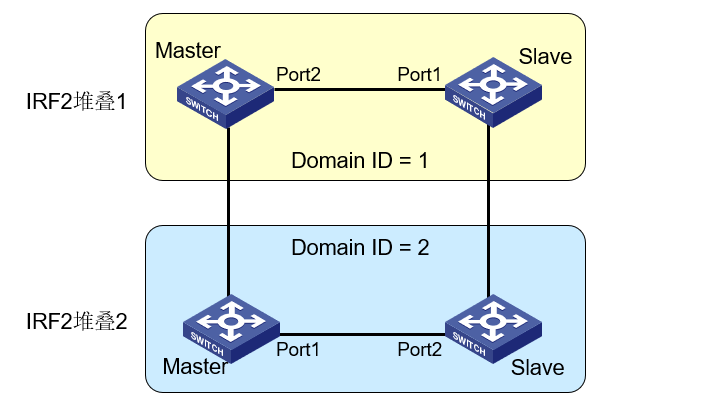 Master
Slave
Port2
Port1
SWITCH
SWITCH
IRF2堆叠1
Domain ID = 1
Domain ID = 2
IRF2堆叠2
SWITCH
SWITCH
Port1
Port2
Master
Slave